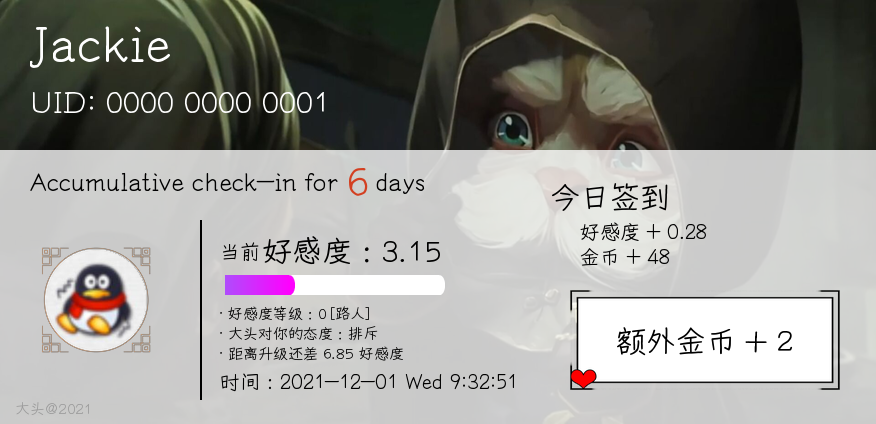 Jackie
UID: 0000 0000 0001
Accumulative check-in for 6 days
当前好感度：3.15
· 好感度等级：0 [路人]
· 大头对你的态度：排斥
· 距离升级还差 6.85 好感度
时间：2021-12-01 Wed 9:32:51
今日签到
好感度 + 0.28
金币 + 48
额外金币 + 2
大头@2021